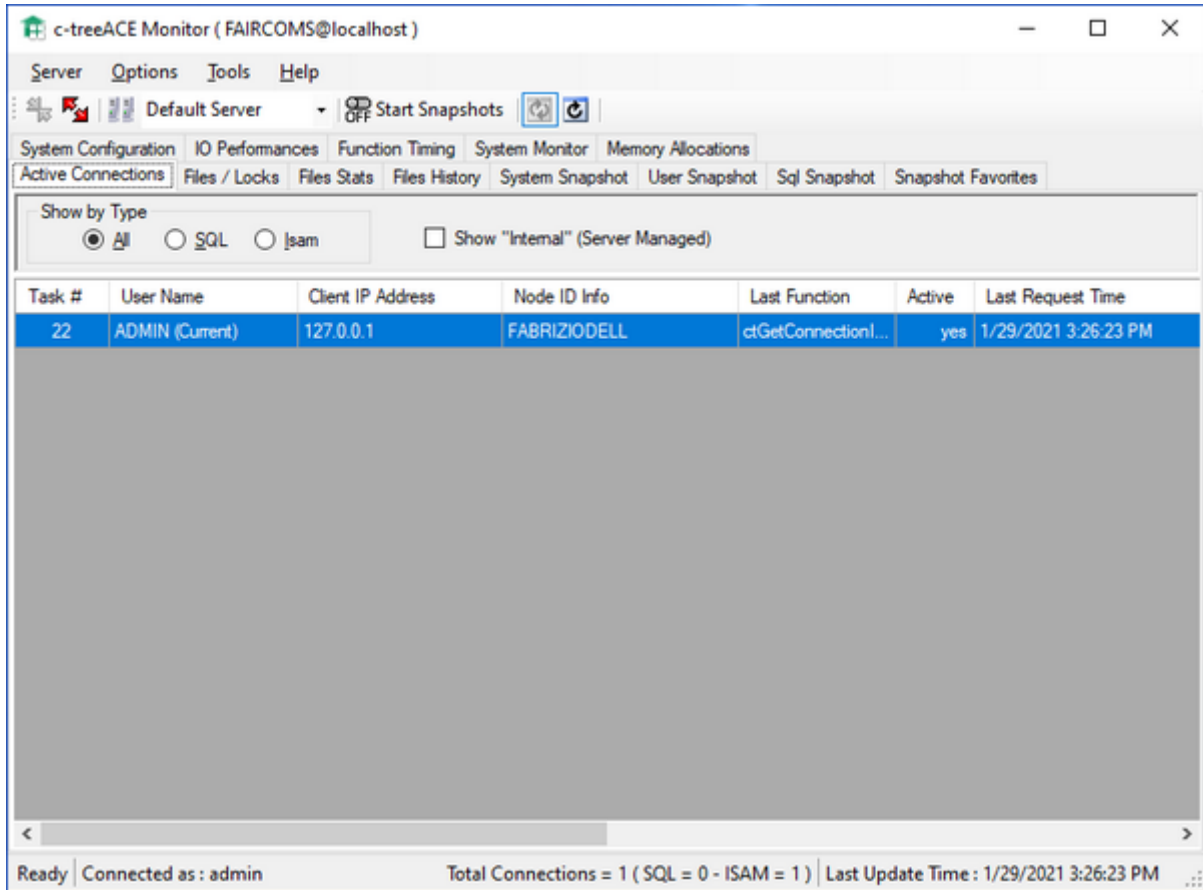 c-treeACE Monitor ( FAIRCOMS@localhost )
Server Options Tools Help
Default Server OFF Start Snapshots
System Configuration IO Performances Function Timing System Monitor Memory Allocations
Active Connections Files / Locks Files Stats Files History System Snapshot User Snapshot Sql Snapshot Snapshot Favorites
Show by Type
All SQL Isam Show "Internal" (Server Managed)
Task # User Name Client IP Address Node ID Info Last Function Active Last Request Time
22 ADMIN (Current) 127.0.0.1 FABRIZIODELL ctGetConnectionI... yes 1/29/2021 3:26:23 PM
Ready Connected as : admin Total Connections = 1 ( SQL = 0 - ISAM = 1 ) Last Update Time : 1/29/2021 3:26:23 PM